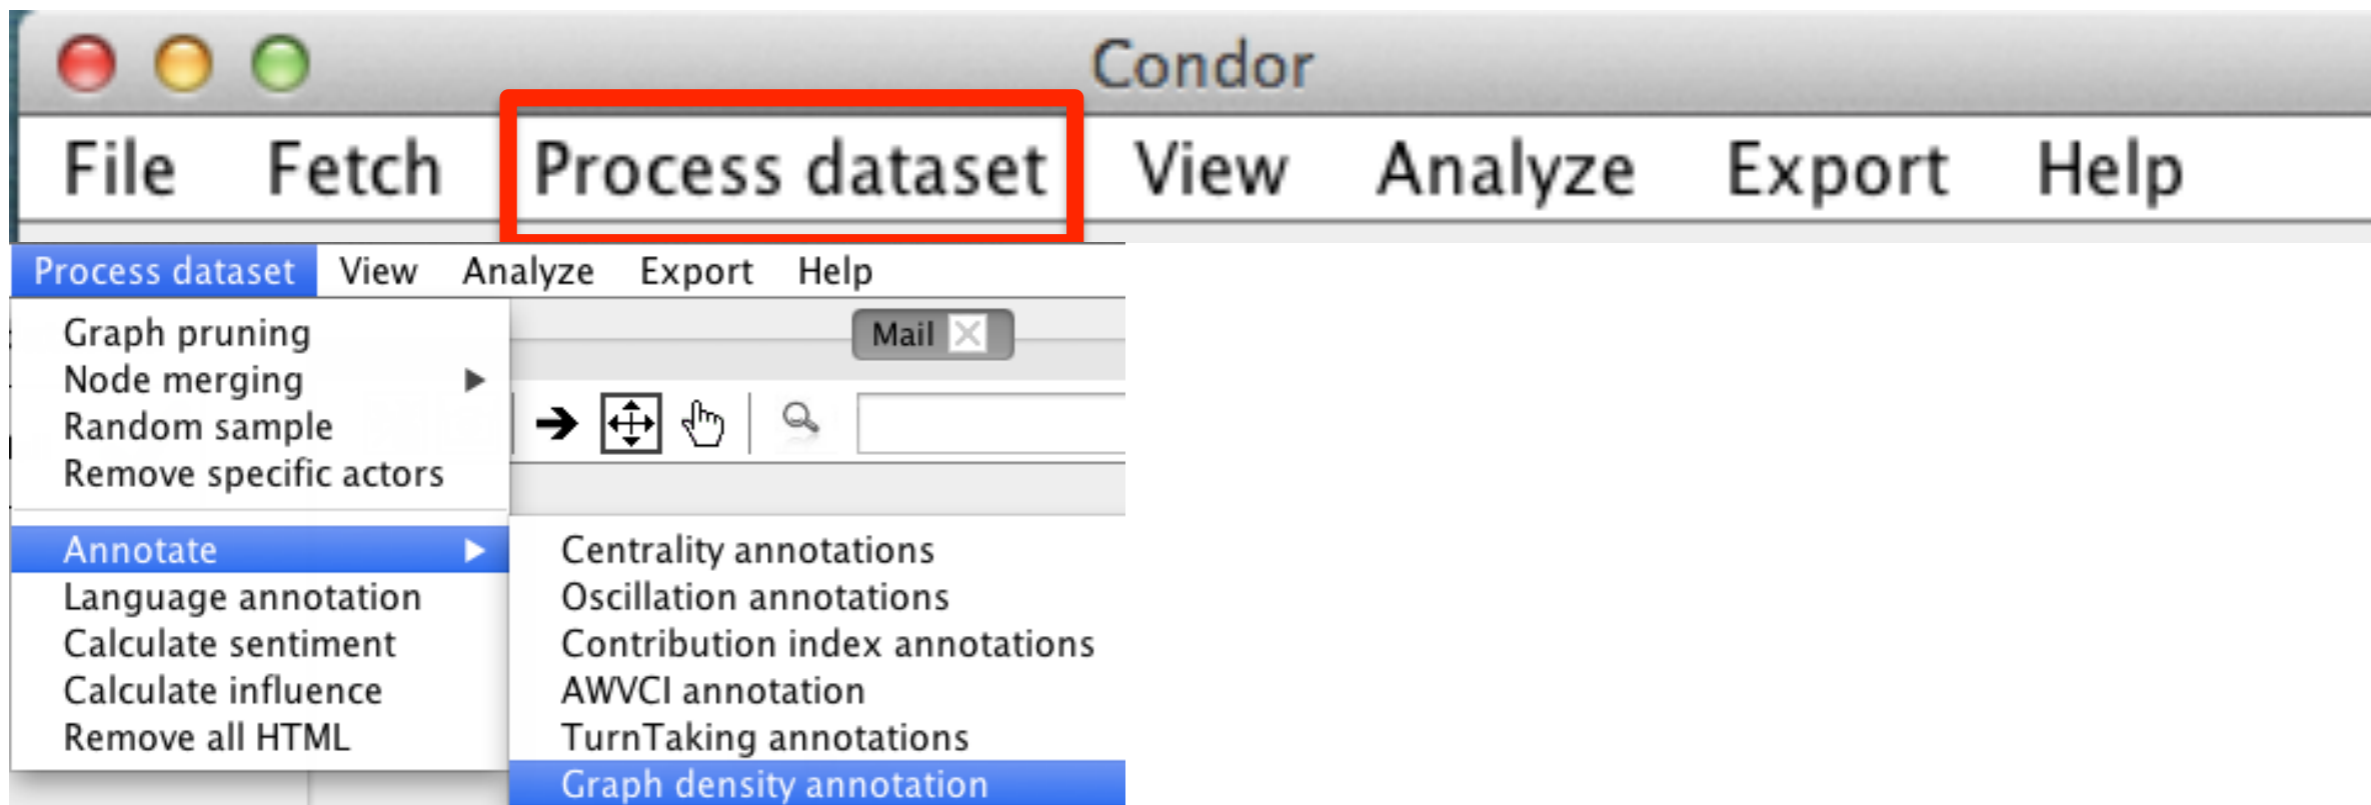 Condor
File Fetch Process dataset View Analyze Export Help
Process dataset View Analyze Export Help
Graph pruning
Mail
Node merging
Random sample
Remove specific actors
Annotate
Language annotation
Calculate sentiment
Calculate influence
Remove all HTML
Centrality annotations
Oscillation annotations
Contribution index annotations
AWVCI annotation
TurnTaking annotations
Graph density annotation